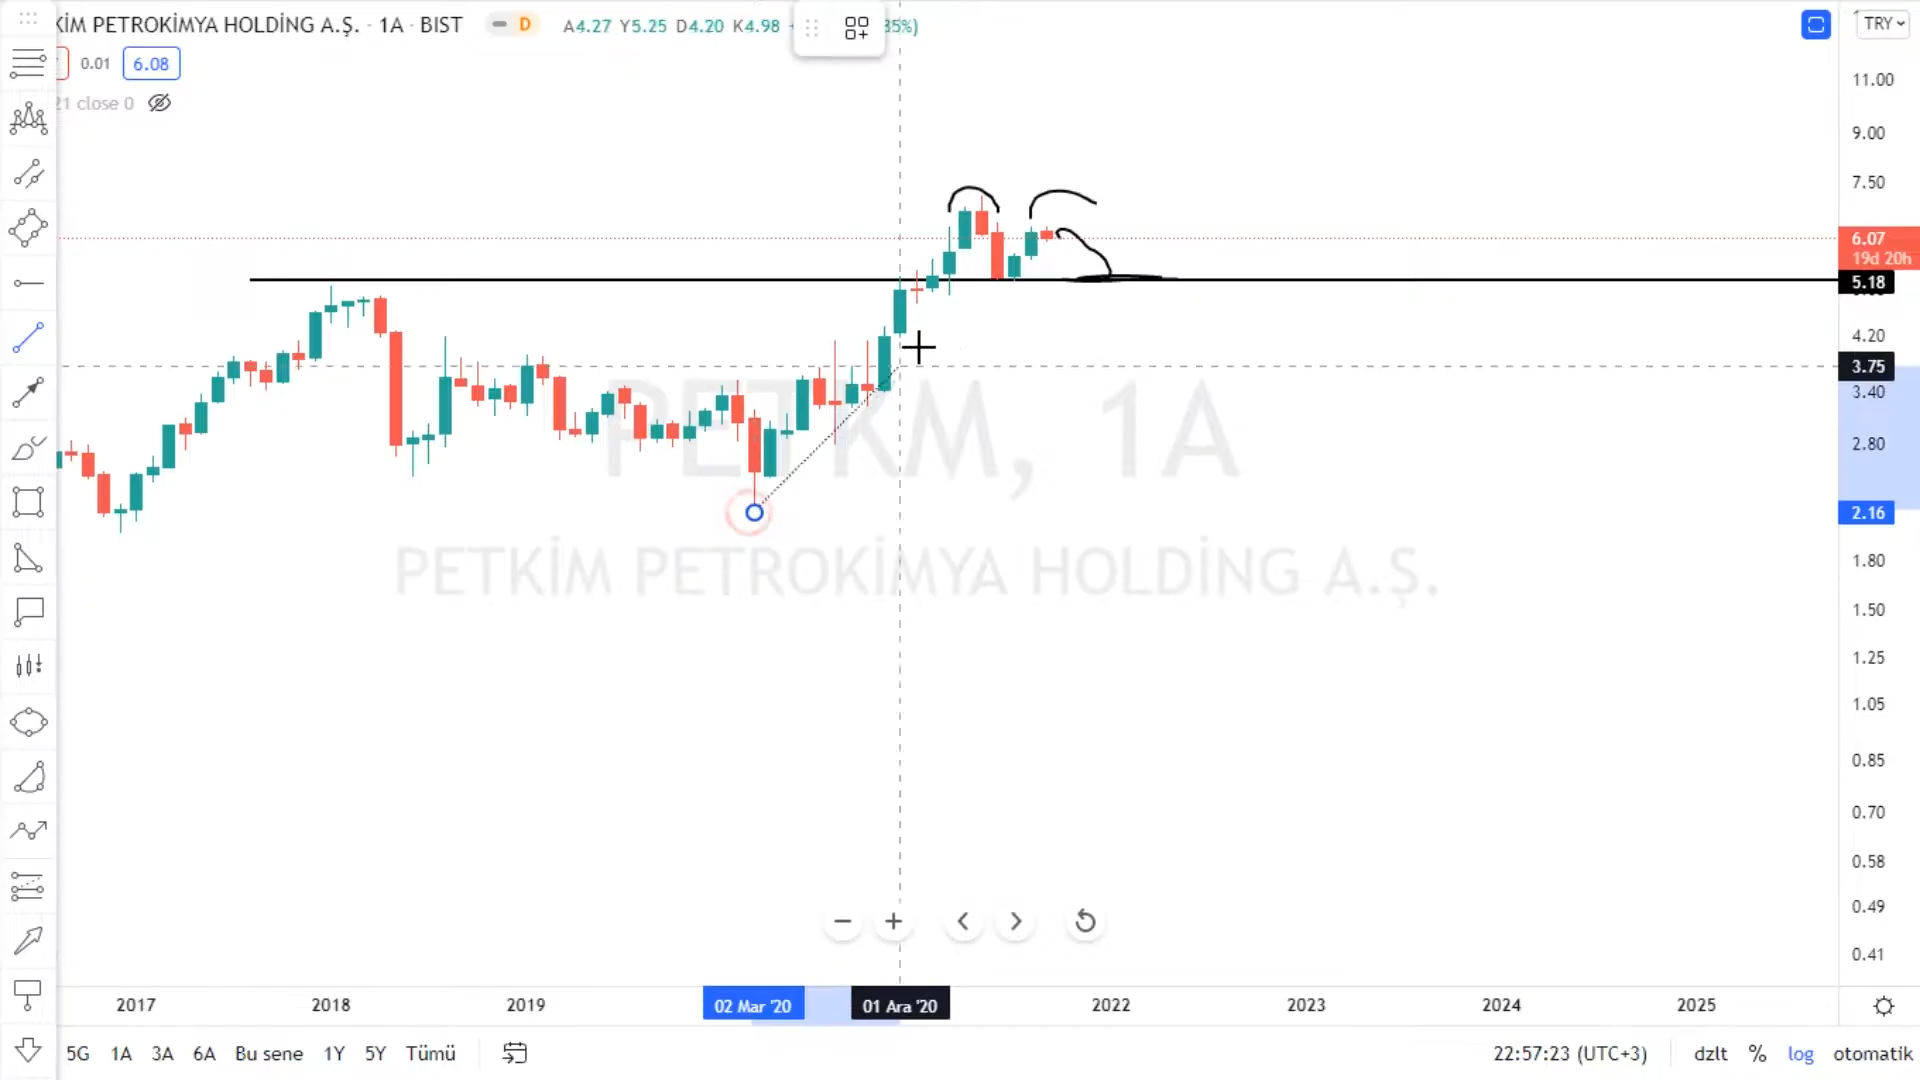 KİM PETROKİMYA HOLDİNG A.Ş. · 1A · BIST
D
A4.27 Y5.25 D4.20 K4.98
35%)
TRY
0.01 6.08
21 close 0
11.00
9.00
7.50
6.07
19d 20h
5.18
4.20
3.75
3.40
2.80
2.16
1.80
1.50
1.25
1.05
0.85
0.70
0.58
0.49
0.41
PETKM, 1A
PETKİM PETROKİMYA HOLDİNG A.Ş.
2017 2018 2019 02 Mar '20 01 Ara '20 2022 2023 2024 2025
5G 1A 3A 6A Bu sene 1Y 5Y Tümü
22:57:23 (UTC+3) dzlt % log otomatik